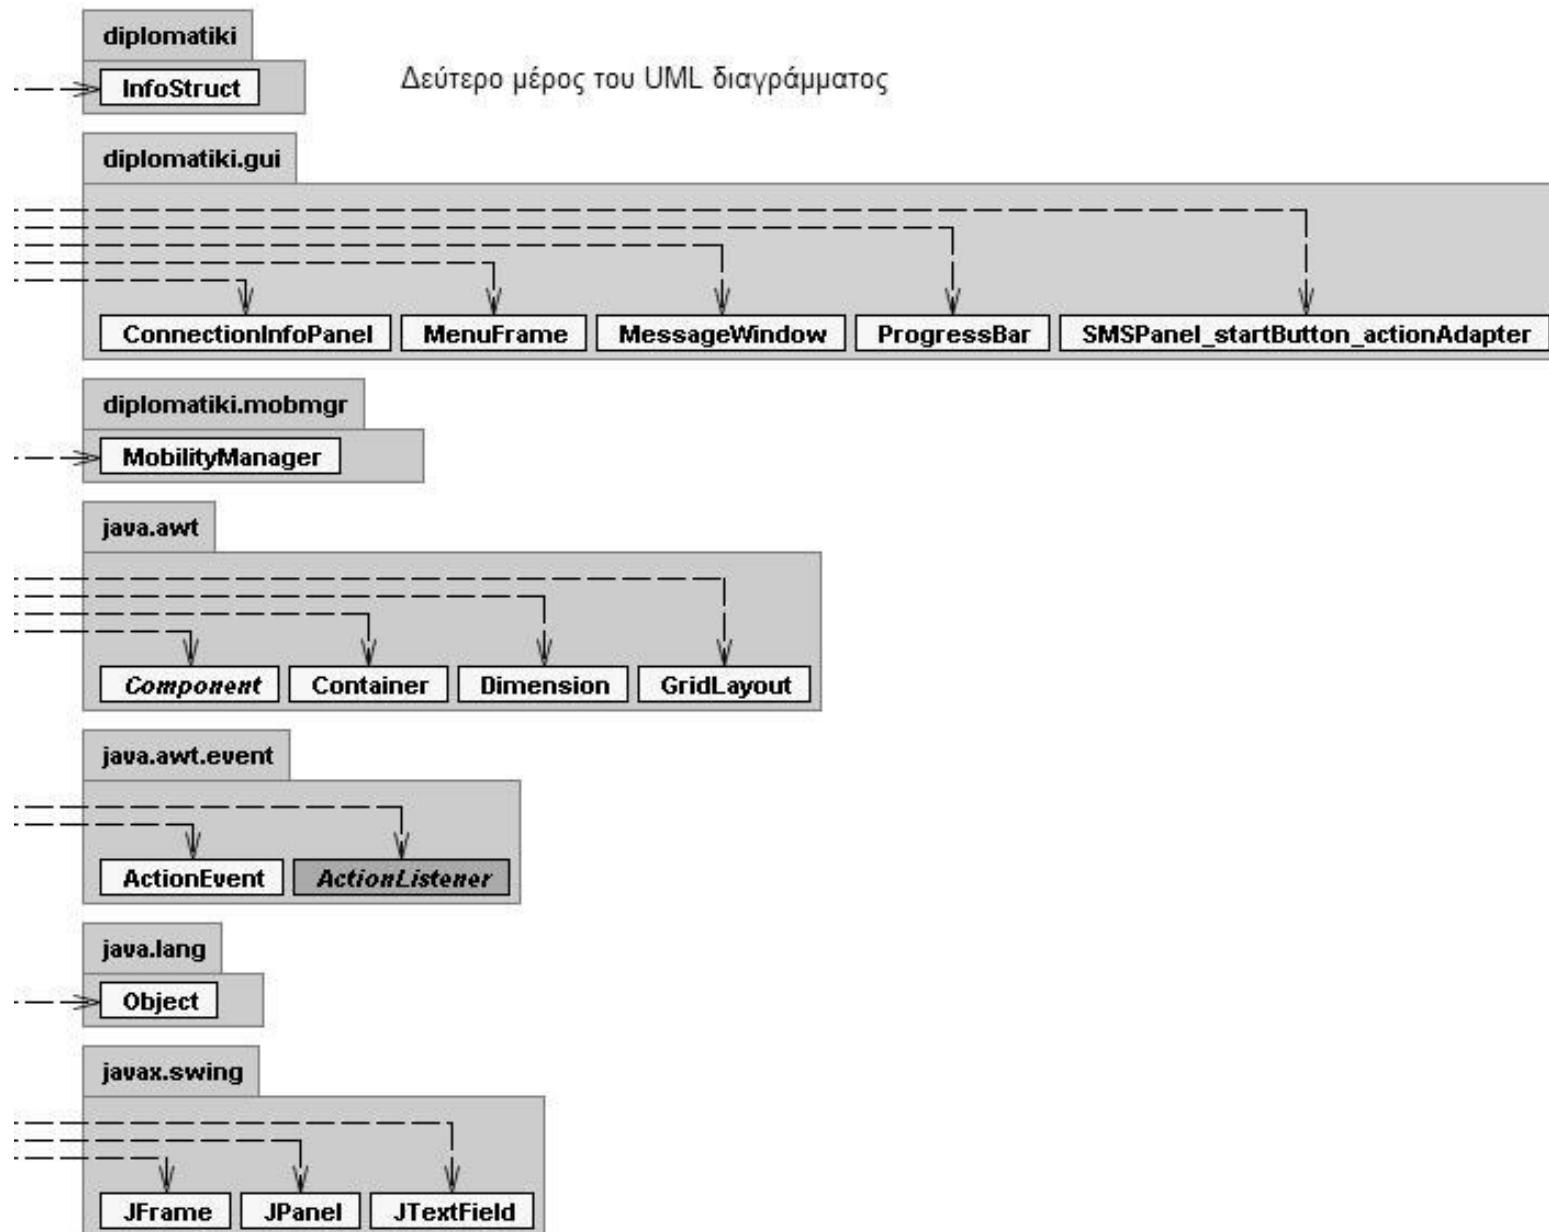 diplomatiki
InfoStruct
Δεύτερο μέρος του UML διαγράμματος
diplomatiki.gui
ConnectionInfoPanel MenuFrame MessageWindow ProgressBar SMSPanel_startButton_actionAdapter
diplomatiki.mobmgr
MobilityManager
java.awt
Component Container Dimension GridLayout
java.awt.event
ActionEvent ActionListener
java.lang
Object
javax.swing
JFrame JPanel JTextField